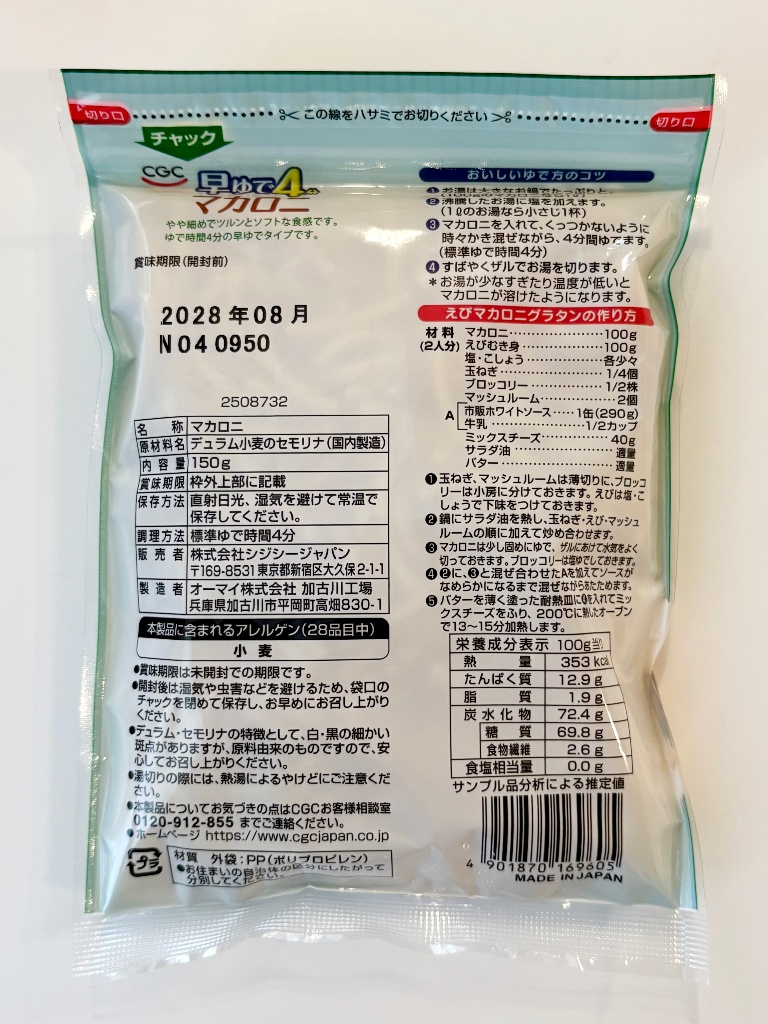 切り口
この線をハサミでお切りください
切り口
チャック
CGC
早ゆで4分
マカロニ
やや細めでツルンとソフトな食感です。
ゆで時間4分の早ゆでタイプです。
賞味期限(開封前)
2028年08月
N04 0950
2508732
名称 マカロニ
原材料名 デュラム小麦のセモリナ(国内製造)
内容量 150g
賞味期限 枠外上部に記載
保存方法 直射日光、湿気を避けて常温で
保存してください。
調理方法 標準ゆで時間4分
販売者 株式会社シジシージャパン
〒169-8531 東京都新宿区大久保2-1-1
製造者 オーマイ株式会社 加古川工場
兵庫県加古川市平岡町高畑830-1
本製品に含まれるアレルゲン(28品目中)
小麦
●賞味期限は未開封での期限です。
●開封後は湿気や虫害などを避けるため、袋口の
チャックを閉めて保存し、お早めにお召し上がり
ください。
●デュラム・セモリナの特徴として、白・黒の細かい
斑点がありますが、原料由来のものですので、安
心してお召し上がりください。
●湯切りの際には、熱湯によるやけどにご注意くだ
さい。
●本製品についてお気づきの点はCGCお客様相談室
0120-912-855 までご連絡ください。
●ホームページ https://www.cgcjapan.co.jp
プラ
材質 外袋:PP(ポリプロピレン)
●お住まいの自治体の区分にしたがって
分別してください。
おいしいゆで方のコツ
❶お湯は大きなお鍋でたっぷりと。
❷沸騰したお湯に塩を加えます。
(1ℓのお湯なら小さじ1杯)
❸マカロニを入れて、くっつかないように
時々かき混ぜながら、4分間ゆでます。
(標準ゆで時間4分)
❹すばやくザルでお湯を切ります。
*お湯が少なすぎたり温度が低いと
マカロニが溶けたようになります。
えびマカロニグラタンの作り方
材料 マカロニ……………100g
(2人分) えびむき身……………100g
塩・こしょう……………各少々
玉ねぎ……………1/4個
ブロッコリー……………1/2株
マッシュルーム……………2個
A 市販ホワイトソース……1缶(290g)
牛乳……………1/2カップ
ミックスチーズ……………40g
サラダ油……………適量
バター……………適量
❶玉ねぎ、マッシュルームは薄切りに、ブロッコ
リーは小房に分けておきます。えびは塩・こ
しょうで下味をつけておきます。
❷鍋にサラダ油を熱し、玉ねぎ・えび・マッシュ
ルームの順に加えて炒め合わせます。
❸マカロニは少し固めにゆで、ザルにあけて水気をよく
切っておきます。ブロッコリーは塩ゆでしておきます。
❹❷に、❸と混ぜ合わせたAを加えてソースが
なめらかになるまで混ぜながらあたためます。
❺バターを薄く塗った耐熱皿に❹を入れてミッ
クスチーズをふり、200℃に熱したオーブン
で13〜15分加熱します。
栄養成分表示 100g当り
熱量 353 kcal
たんぱく質 12.9 g
脂質 1.9 g
炭水化物 72.4 g
糖質 69.8 g
食物繊維 2.6 g
食塩相当量 0.0 g
サンプル品分析による推定値
4 901870 169605
MADE IN JAPAN